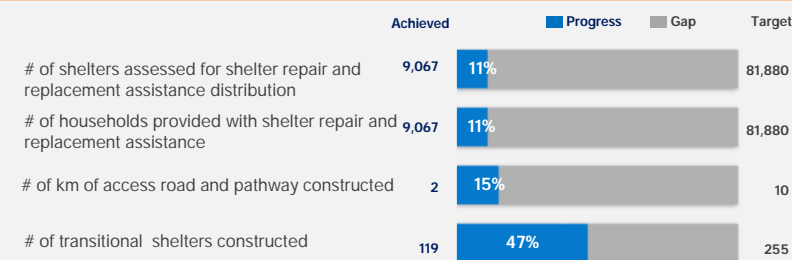 Achieved Progress Gap Target
# of shelters assessed for shelter repair and 9,067 11% 81,880
replacement assistance distribution
# of households provided with shelter repair and 9,067 11% 81,880
replacement assistance
# of km of access road and pathway constructed 2 15% 10
# of transitional shelters constructed 119 47% 255